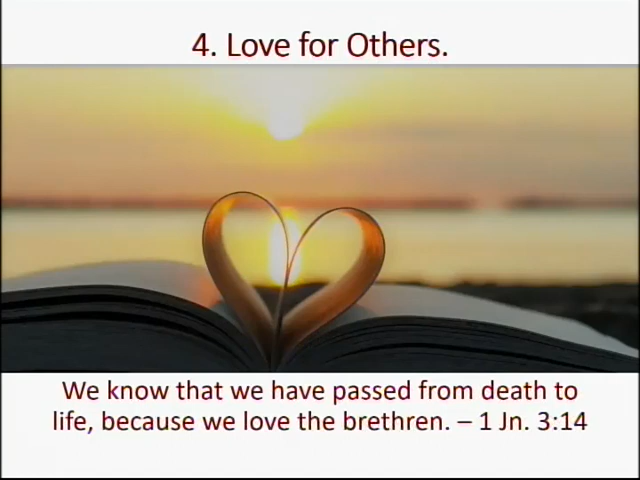 4. Love for Others.
We know that we have passed from death to
life, because we love the brethren. – 1 Jn. 3:14